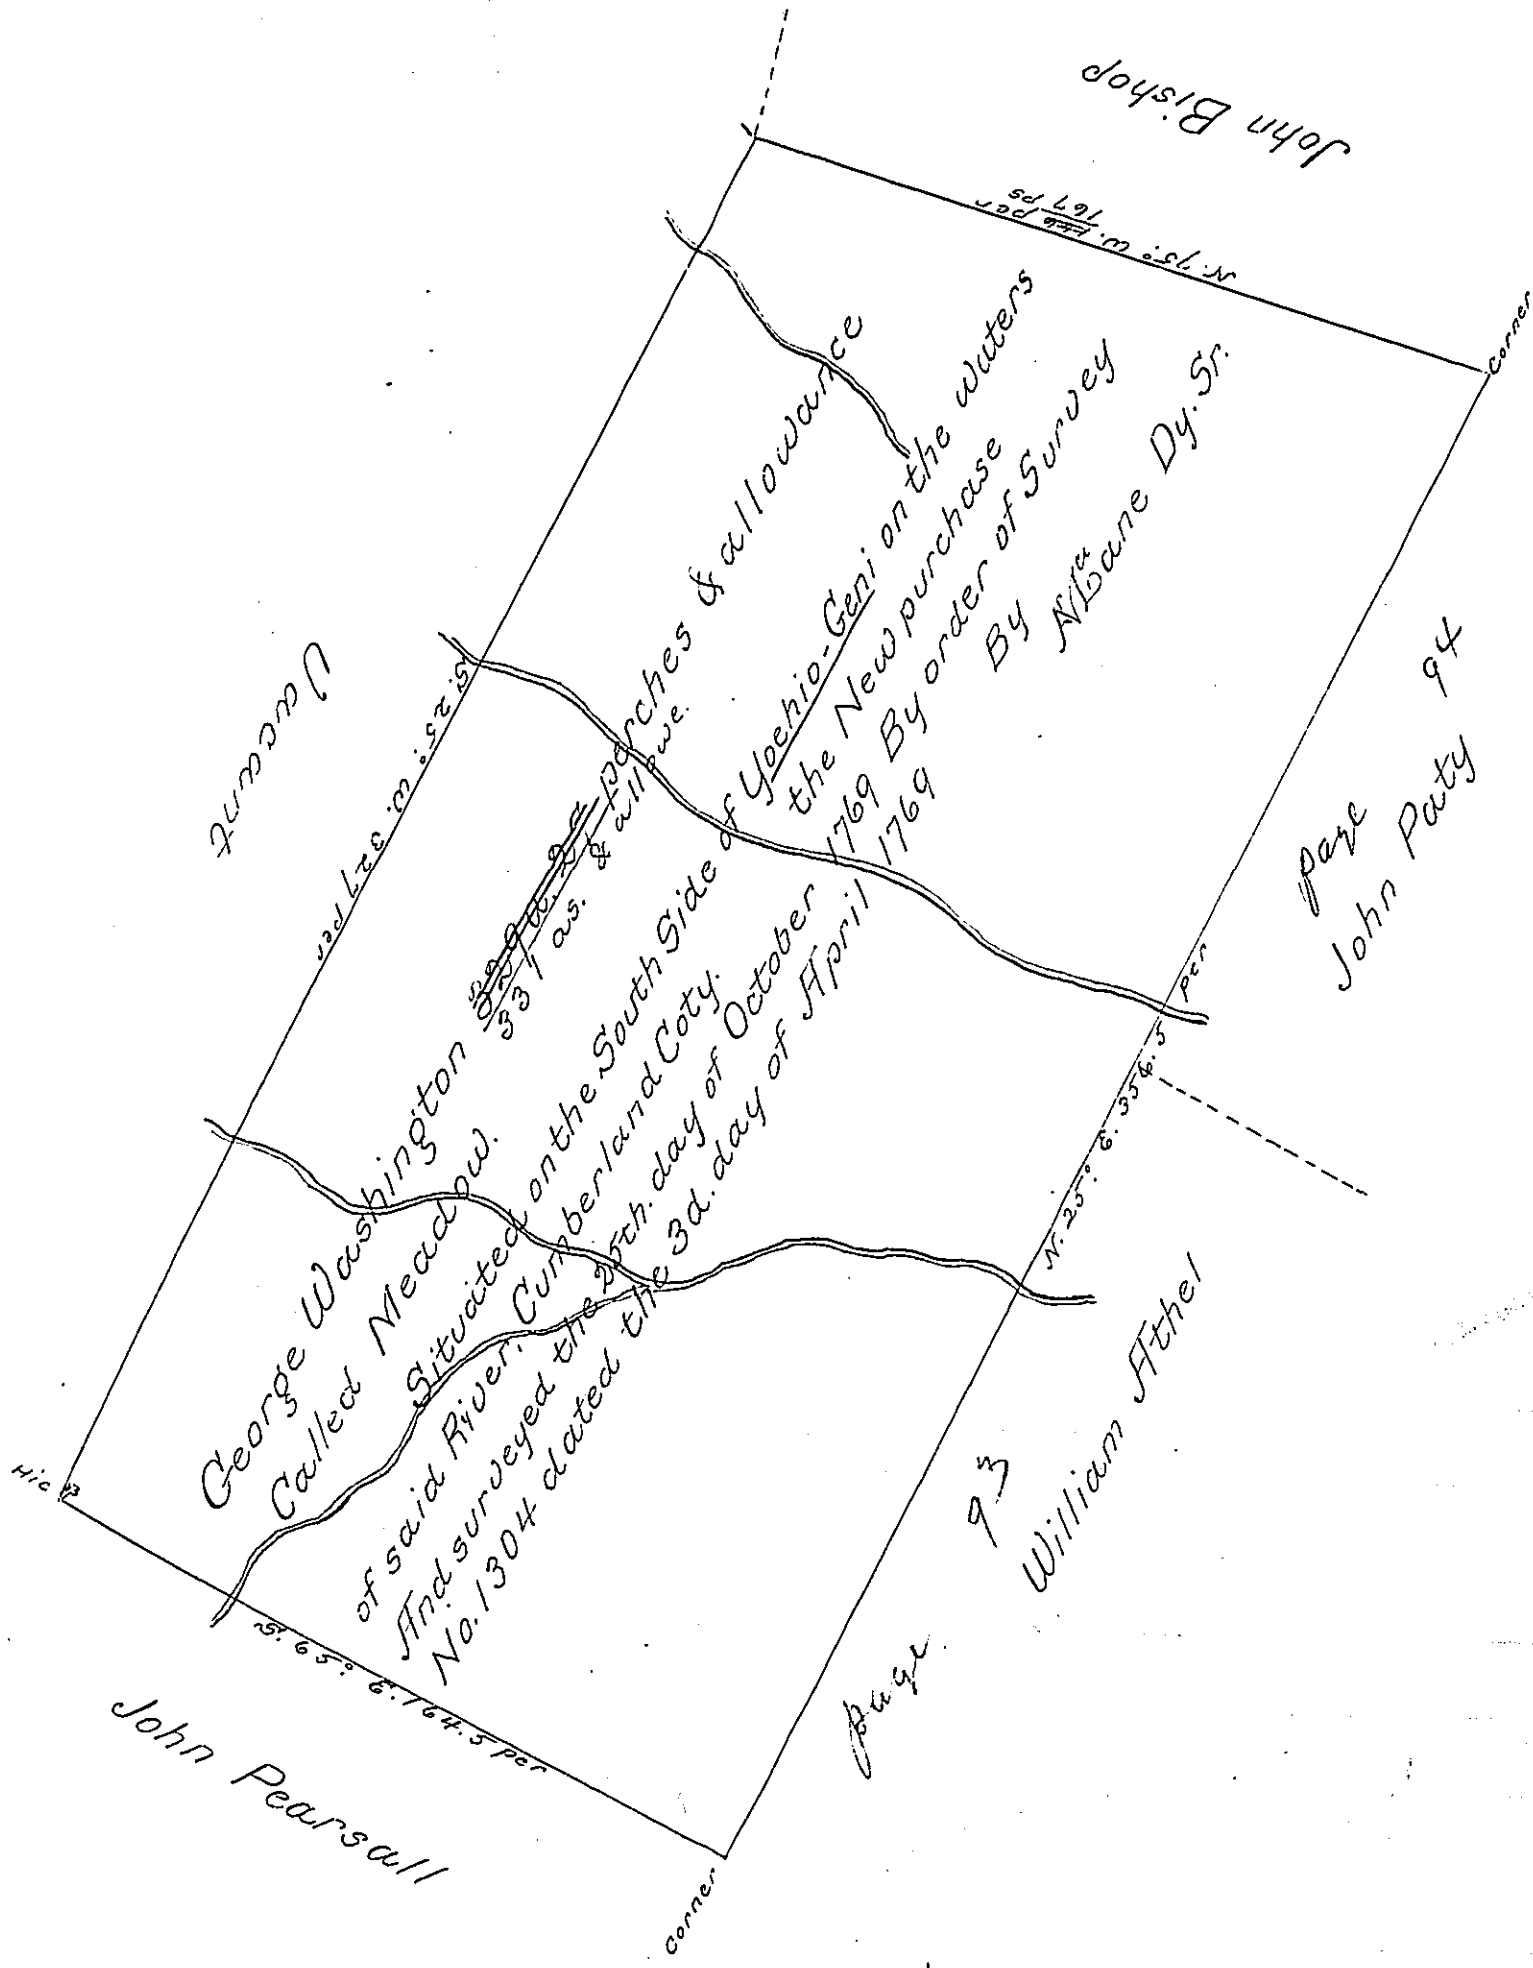 George Washington 329 a. 32 perches & allowance
331 as. & allowe.
Called Meadow.
Situated on the South Side of Yochio-Geni on the waters
of said River, Cumberland Coty. the New purchase
And surveyed the 25th. day of October 1769 By order of Survey
No. 1304 dated the 3d. day of April 1769
By
Dy. Sr.
John Bishop
N. 75° W. per
167 ps
corner
Vacant
S. 25° W. 327 per
Hic
S. 65° E. 164.5 per
John Pearsall
corner
N. 25° E. 356.5 per
page 93
William Athel
page 94
John Paty